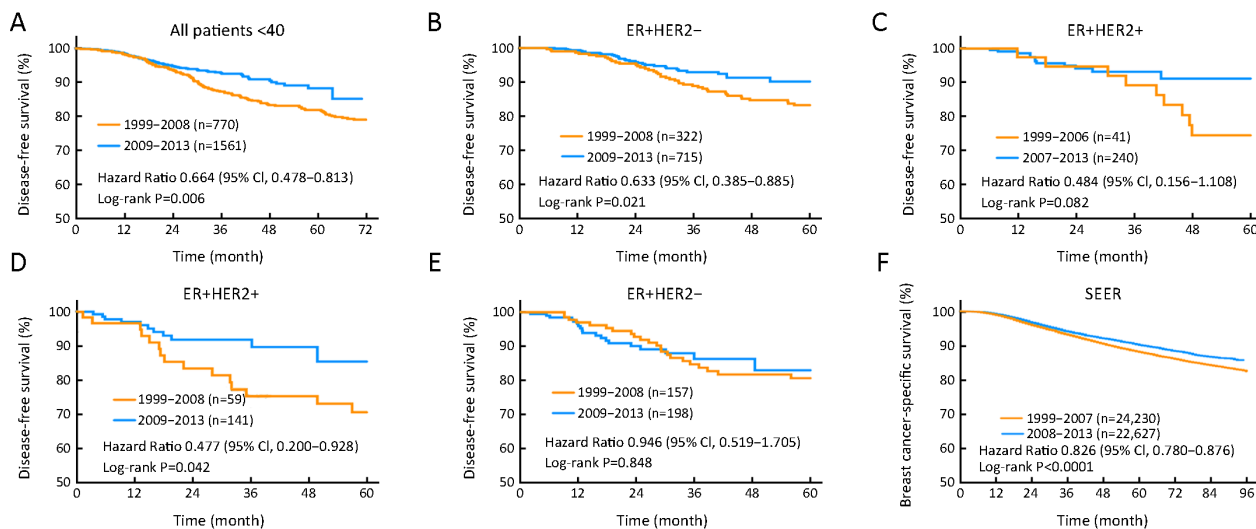 A
All patients <40
Disease-free survival (%)
100
90
80
70
60
50
1999–2008 (n=770)
2009–2013 (n=1561)
Hazard Ratio 0.664 (95% Cl, 0.478–0.813)
Log-rank P=0.006
0 12 24 36 48 60 72
Time (month)
B
ER+HER2−
Disease-free survival (%)
100
90
80
70
60
50
1999–2008 (n=322)
2009–2013 (n=715)
Hazard Ratio 0.633 (95% Cl, 0.385–0.885)
Log-rank P=0.021
0 12 24 36 48 60
Time (month)
C
ER+HER2+
Disease-free survival (%)
100
90
80
70
60
50
1999–2006 (n=41)
2007–2013 (n=240)
Hazard Ratio 0.484 (95% Cl, 0.156–1.108)
Log-rank P=0.082
0 12 24 36 48 60
Time (month)
D
ER+HER2+
Disease-free survival (%)
100
90
80
70
60
50
1999–2008 (n=59)
2009–2013 (n=141)
Hazard Ratio 0.477 (95% Cl, 0.200–0.928)
Log-rank P=0.042
0 12 24 36 48 60
Time (month)
E
ER+HER2−
Disease-free survival (%)
100
90
80
70
60
50
1999–2008 (n=157)
2009–2013 (n=198)
Hazard Ratio 0.946 (95% Cl, 0.519–1.705)
Log-rank P=0.848
0 12 24 36 48 60
Time (month)
F
SEER
Breast cancer-specific survival (%)
100
90
80
70
60
50
1999–2007 (n=24,230)
2008–2013 (n=22,627)
Hazard Ratio 0.826 (95% Cl, 0.780–0.876)
Log-rank P<0.0001
0 12 24 36 48 60 72 84 96
Time (month)